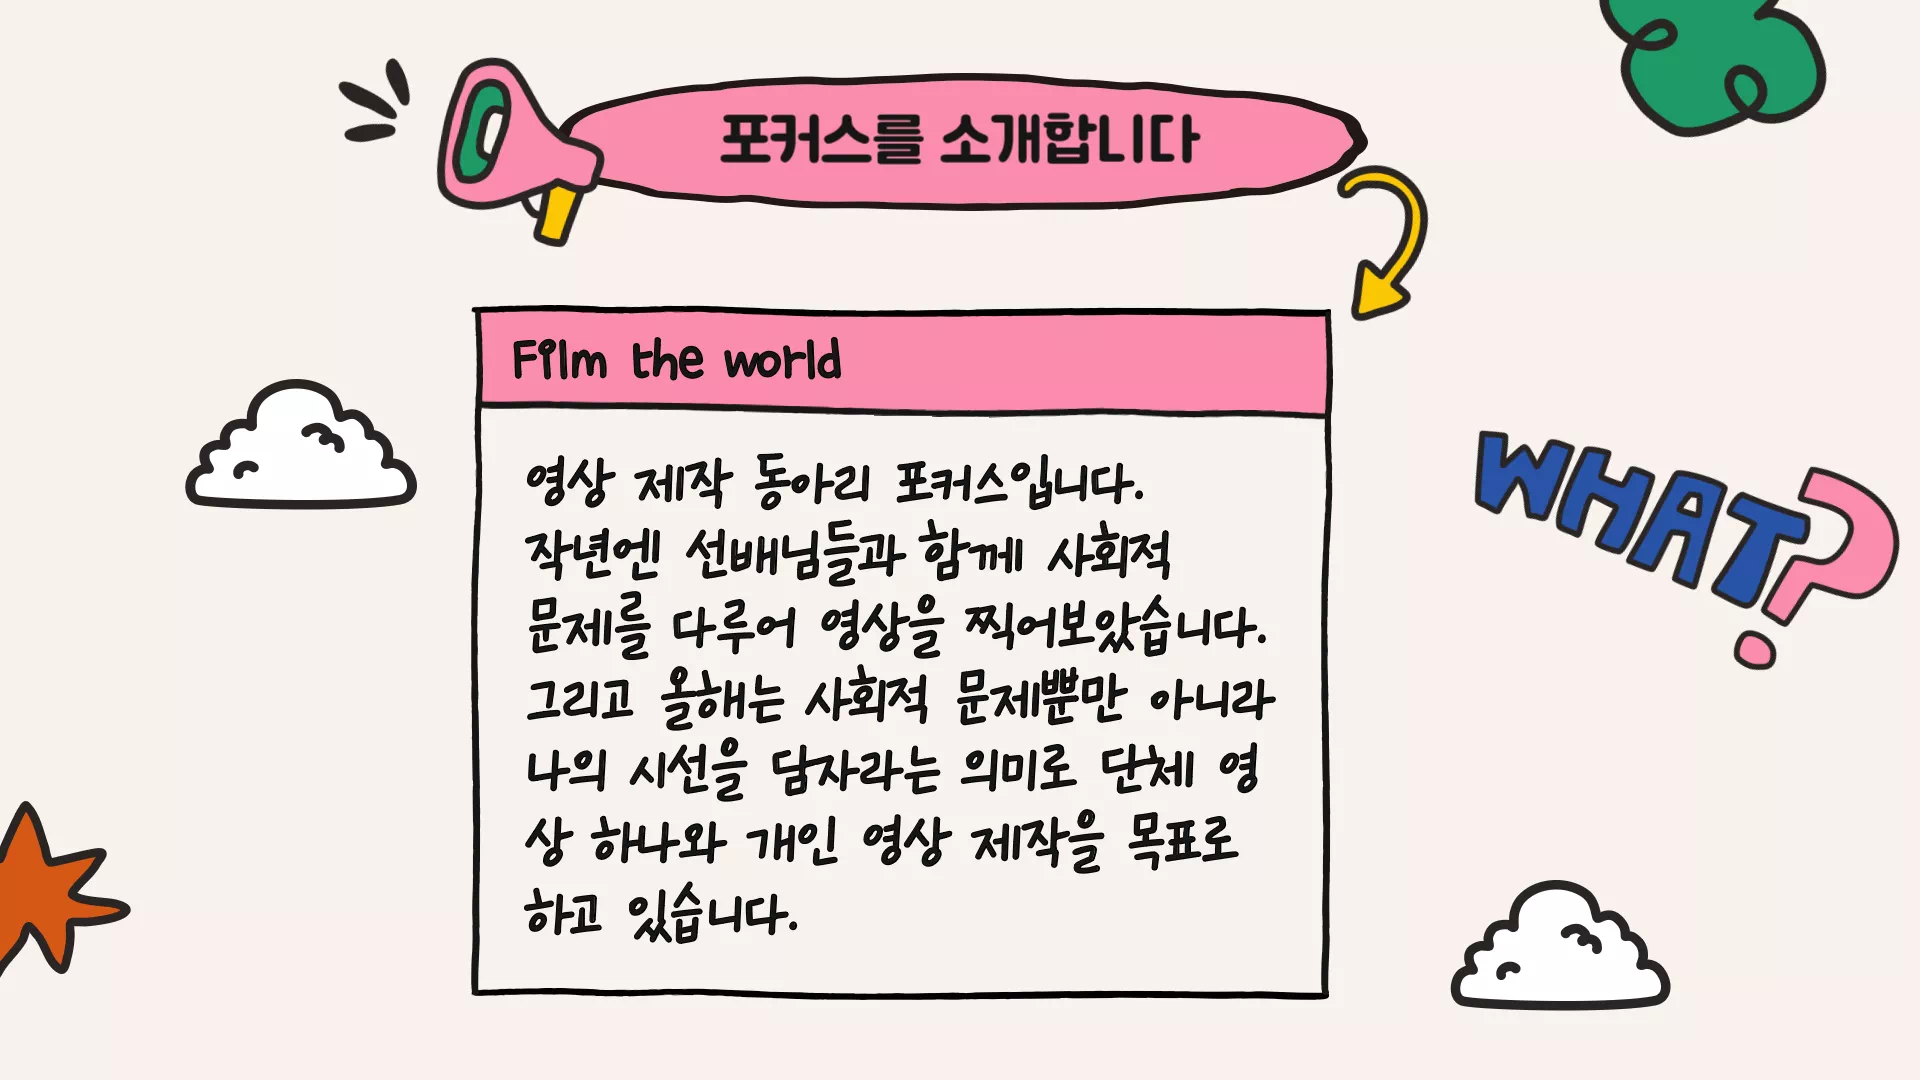 포커스를 소개합니다
Film the world
영상 제작 동아리 포커스입니다.
작년엔 선배님들과 함께 사회적
문제를 다루어 영상을 찍어보았습니다.
그리고 올해는 사회적 문제뿐만 아니라
나의 시선을 담자라는 의미로 단체 영
상 하나와 개인 영상 제작을 목표로
하고 있습니다.
WHAT?